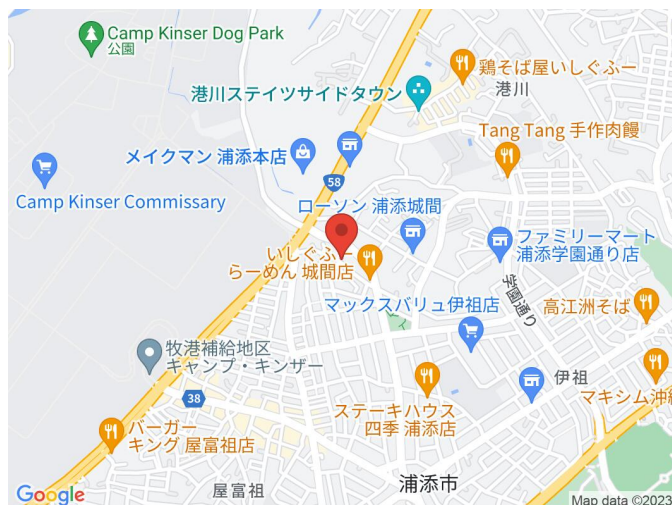 Camp Kinser Dog Park
公園
鶏そば屋いしぐふー
港川
港川ステイツサイドタウン
Tang Tang 手作肉饅
メイクマン 浦添本店
58
Camp Kinser Commissary
ローソン 浦添城間
ファミリーマート
浦添学園通り店
いしぐふー
らーめん 城間店
学園通り
マックスバリュ伊祖店
高江洲そば
牧港補給地区
キャンプ・キンザー
伊祖
マキシム沖縄
38
ステーキハウス
四季 浦添店
バーガー
キング 屋富祖店
屋富祖
浦添市
Google
Map data ©2023